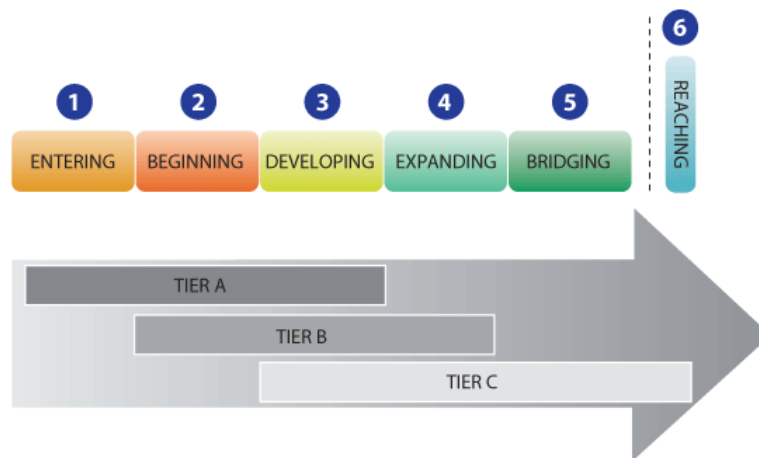 6
1
2
3
4
5
REACHING
ENTERING
BEGINNING
DEVELOPING
EXPANDING
BRIDGING
TIER A
TIER B
TIER C